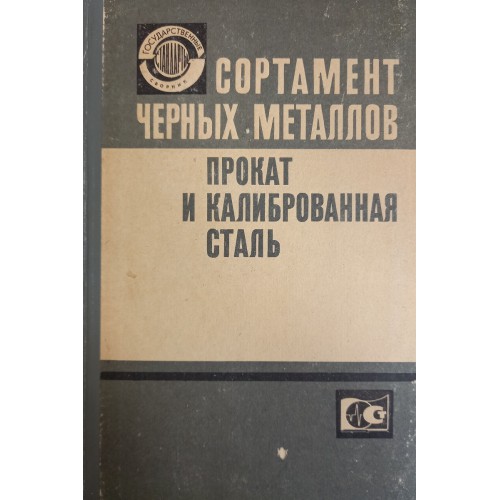 ГОСУДАРСТВЕННЫЕ
СТАНДАРТЫ
СБОРНИК
СОРТАМЕНТ
ЧЕРНЫХ МЕТАЛЛОВ
ПРОКАТ
И КАЛИБРОВАННАЯ
СТАЛЬ